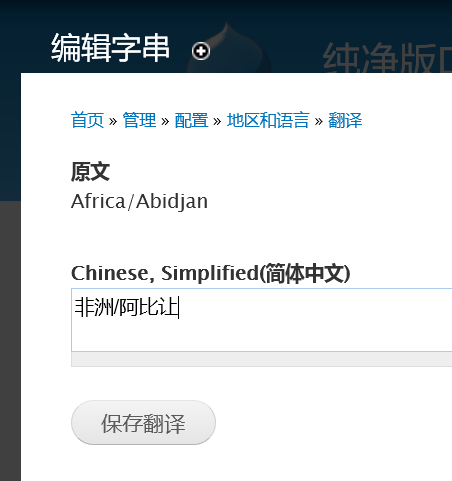 编辑字串
纯净版D
首页 » 管理 » 配置 » 地区和语言 » 翻译
原文
Africa/Abidjan
Chinese, Simplified(简体中文)
非洲/阿比让
保存翻译